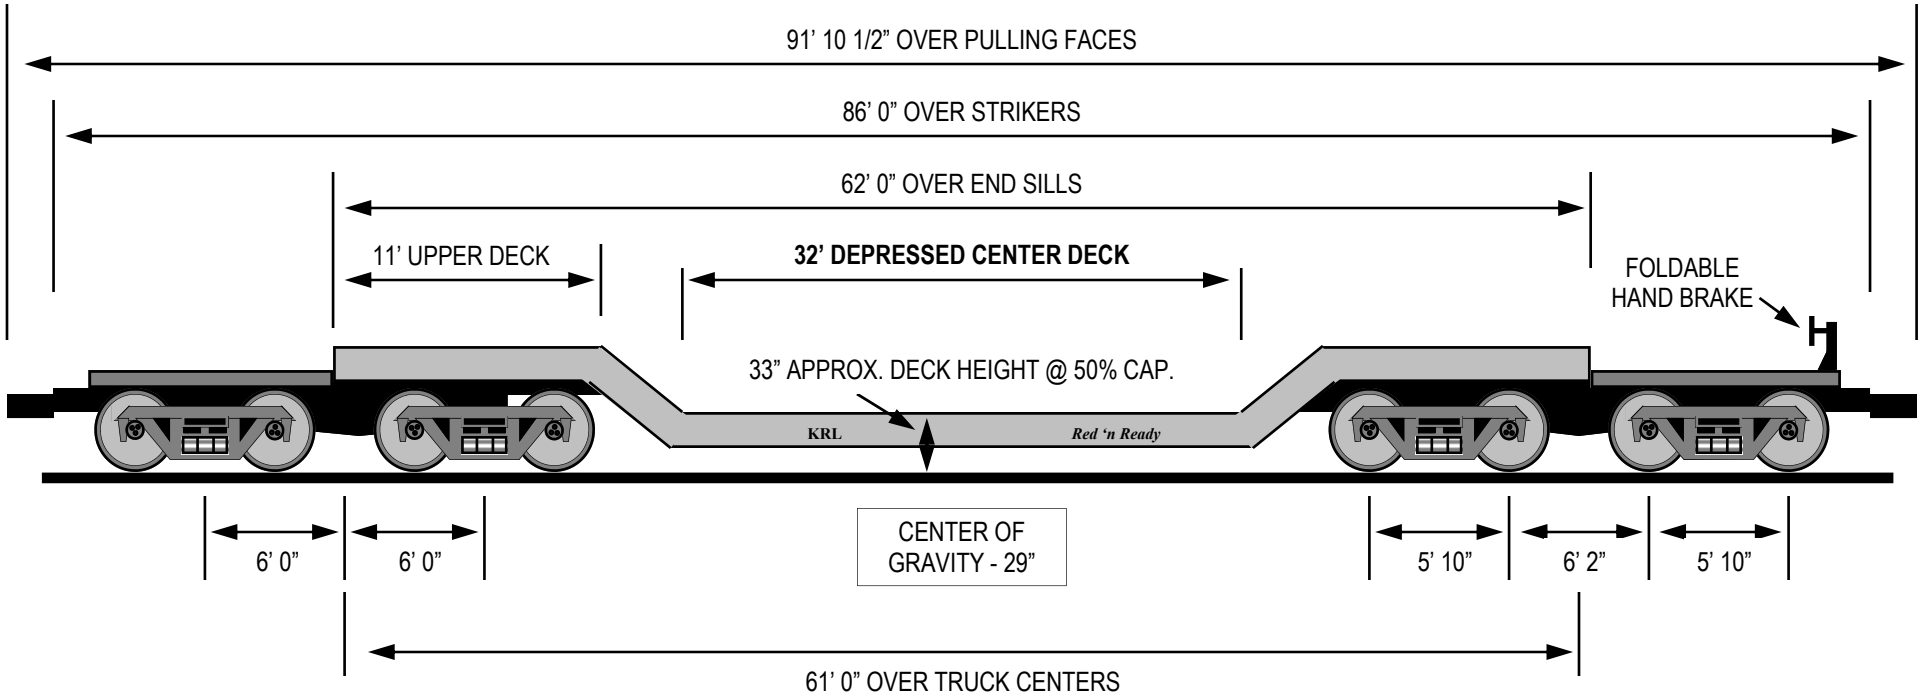 91’ 10 1/2” OVER PULLING FACES
86’ 0” OVER STRIKERS
62’ 0” OVER END SILLS
11’ UPPER DECK
32’ DEPRESSED CENTER DECK
FOLDABLE
HAND BRAKE
33” APPROX. DECK HEIGHT @ 50% CAP.
KRL
Red ‘n Ready
CENTER OF
GRAVITY - 29”
6’ 0”
6’ 0”
5’ 10”
6’ 2”
5’ 10”
61’ 0” OVER TRUCK CENTERS